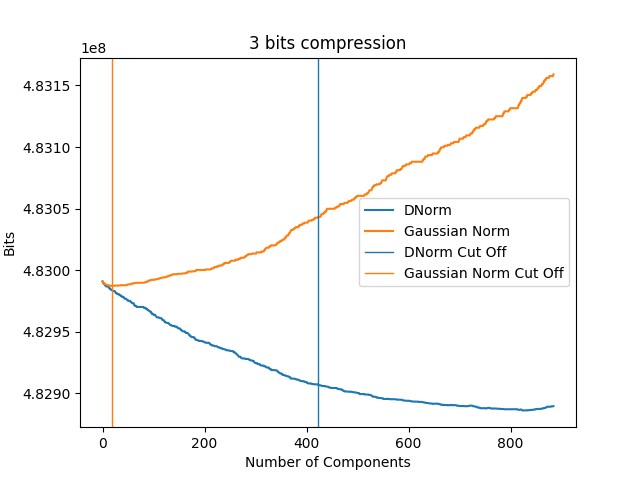 3 bits compression
1e8
4.8315
4.8310
4.8305
4.8300
4.8295
4.8290
Bits
DNorm
Gaussian Norm
DNorm Cut Off
Gaussian Norm Cut Off
0 200 400 600 800
Number of Components